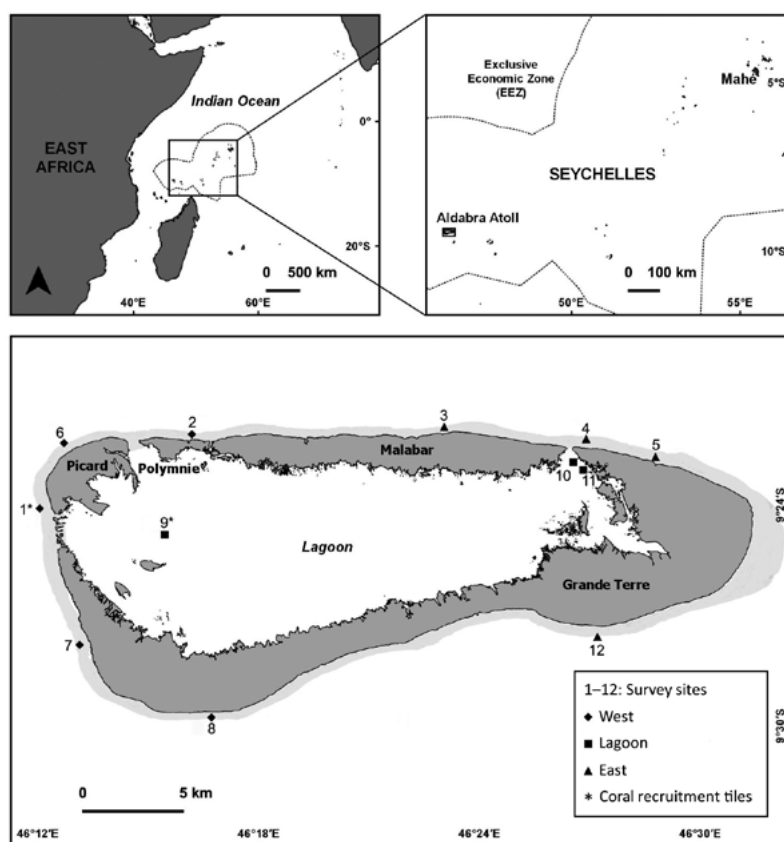 Indian Ocean
EAST
AFRICA
0°
20°S
0 500 km
40°E
60°E
Exclusive
Economic Zone
(EEZ)
Mahe
5°S
SEYCHELLES
Aldabra Atoll
10°S
0 100 km
50°E
55°E
6
2
3
4
5
Picard
Polymnie
Malabar
10
11
1*
9*
Lagoon
9°24'S
Grande Terre
7
12
8
9°30'S
0 5 km
1–12: Survey sites
West
Lagoon
East
* Coral recruitment tiles
46°12'E
46°18'E
46°24'E
46°30'E